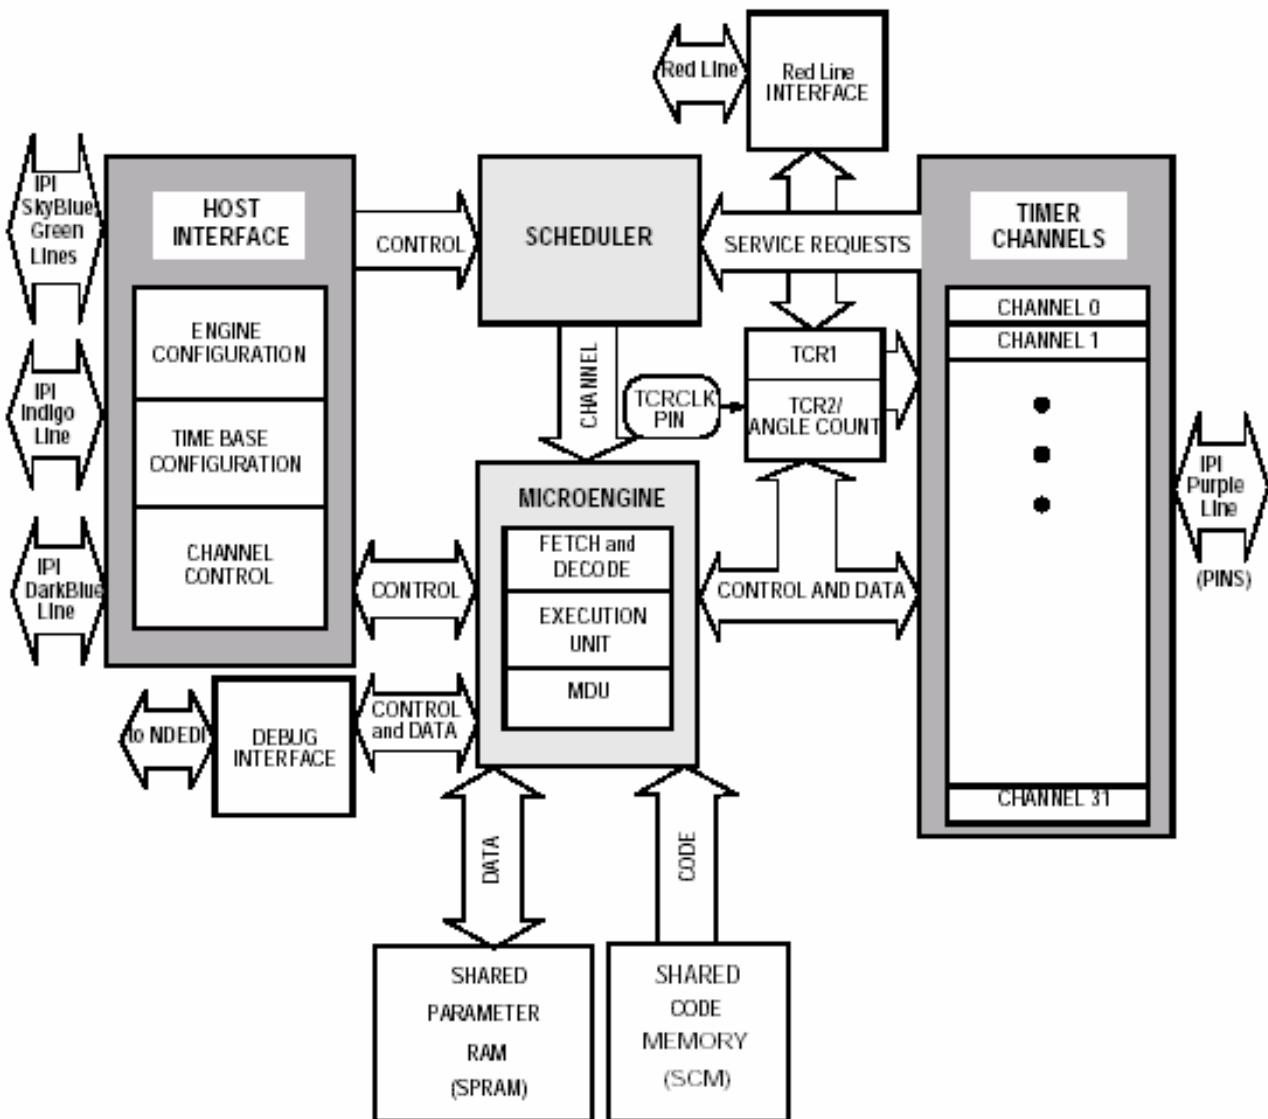 Red Line
Red Line
INTERFACE
IPI
SkyBlue
Green
Lines
HOST
INTERFACE
CONTROL
SCHEDULER
SERVICE REQUESTS
TIMER
CHANNELS
ENGINE
CONFIGURATION
CHANNEL 0
CHANNEL 1
CHANNEL
TCR1
TCRCLK
PIN
TCR2/
ANGLE COUNT
IPI
Indigo
Line
TIME BASE
CONFIGURATION
IPI
Purple
Line
(PINS)
MICROENGINE
FETCH and
DECODE
EXECUTION
UNIT
MDU
CHANNEL
CONTROL
IPI
DarkBlue
Line
CONTROL
CONTROL AND DATA
CONTROL
and DATA
to NDEDI
DEBUG
INTERFACE
CHANNEL 31
DATA
CODE
SHARED
PARAMETER
RAM
(SPRAM)
SHARED
CODE
MEMORY
(SCM)